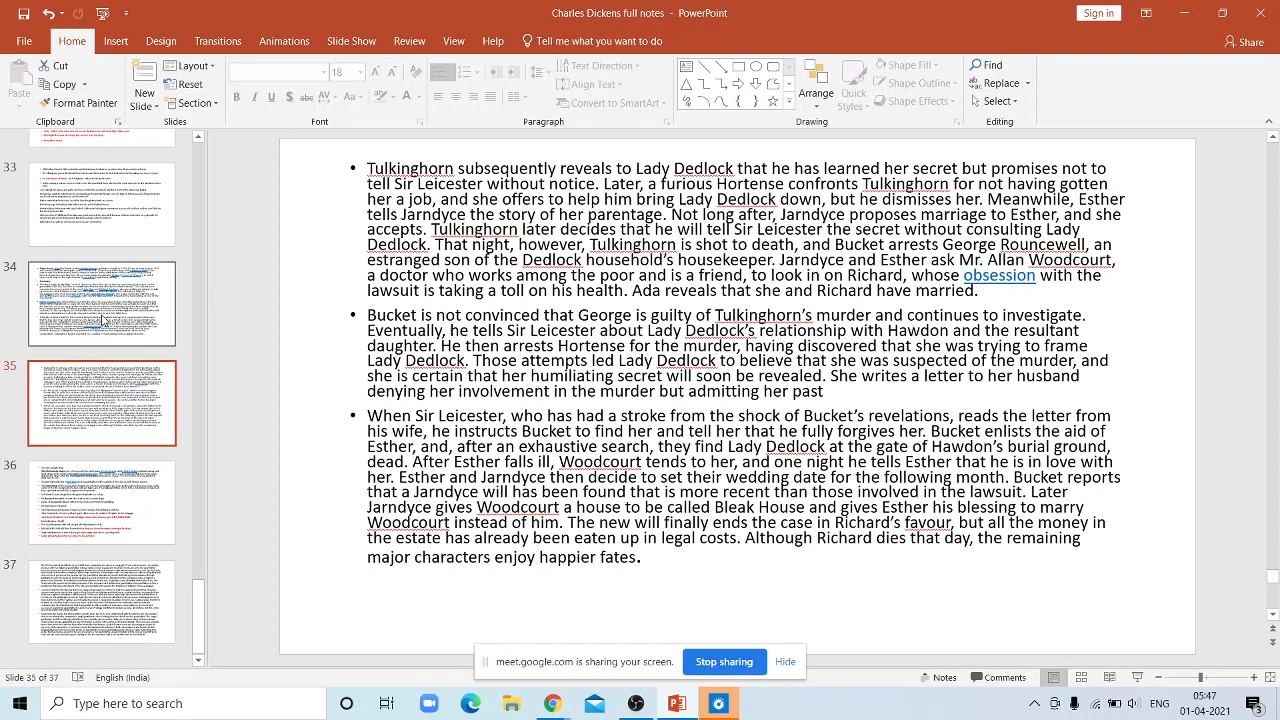 Charles Dickens full notes - PowerPoint
Sign in
File Home Insert Design Transitions Animations Slide Show Review View Help Tell me what you want to do Share
Paste
Cut
Copy
Format Painter
Clipboard
New
Slide
Layout
Reset
Section
Slides
18
Font
Text Direction
Align Text
Convert to SmartArt
Paragraph
Arrange
Quick
Styles
Shape Fill
Shape Outline
Shape Effects
Drawing
Find
Replace
Select
Editing
33
34
35
36
37
• Tulkinghorn subsequently reveals to Lady Dedlock that he has learned her secret but promises not to
tell Sir Leicester without notice. Later, a furious Hortense confronts Tulkinghorn for not having gotten
her a job, and she offers to help him bring Lady Dedlock down, but he dismisses her. Meanwhile, Esther
tells Jarndyce the story of her parentage. Not long after, Jarndyce proposes marriage to Esther, and she
accepts. Tulkinghorn later decides that he will tell Sir Leicester the secret without consulting Lady
Dedlock. That night, however, Tulkinghorn is shot to death, and Bucket arrests George Rouncewell, an
estranged son of the Dedlock household's housekeeper. Jarndyce and Esther ask Mr. Allan Woodcourt,
a doctor who works among the poor and is a friend, to look in on Richard, whose obsession with the
lawsuit is taking a toll on his health. Ada reveals that she and Richard have married.
• Bucket is not convinced that George is guilty of Tulkinghorn's murder and continues to investigate.
Eventually, he tells Sir Leicester about Lady Dedlock's relationship with Hawdon and the resultant
daughter. He then arrests Hortense for the murder, having discovered that she was trying to frame
Lady Dedlock. Those attempts led Lady Dedlock to believe that she was suspected of the murder, and
she is certain that her humiliating secret will soon be revealed. She writes a letter to her husband
denying her involvement in the murder but admitting her past
• When Sir Leicester, who has had a stroke from the shock of Bucket's revelations, reads the letter from
his wife, he instructs Bucket to find her and tell her that he fully forgives her. Bucket enlists the aid of
Esther, and, after an exhaustive search, they find Lady Dedlock at the gate of Hawdon's burial ground,
dead. After Esther falls ill, Woodcourt tends to her, and one night he tells Esther that he is in love with
her. Esther and Jarndyce then decide to set their wedding date for the following month. Bucket reports
that a Jarndyce will has been found that is more recent than those involved in the lawsuit. Later
Jarndyce gives Woodcourt a house to be called Bleak House and gives Esther his blessing to marry
Woodcourt instead of him. The new will finally ends the case in Richard's favour, but all the money in
the estate has already been eaten up in legal costs. Although Richard dies that day, the remaining
major characters enjoy happier fates.
meet.google.com is sharing your screen. Stop sharing Hide
Slide 35 of 37 English (India) Notes Comments
Type here to search
ENG
05:47
01-04-2021
3